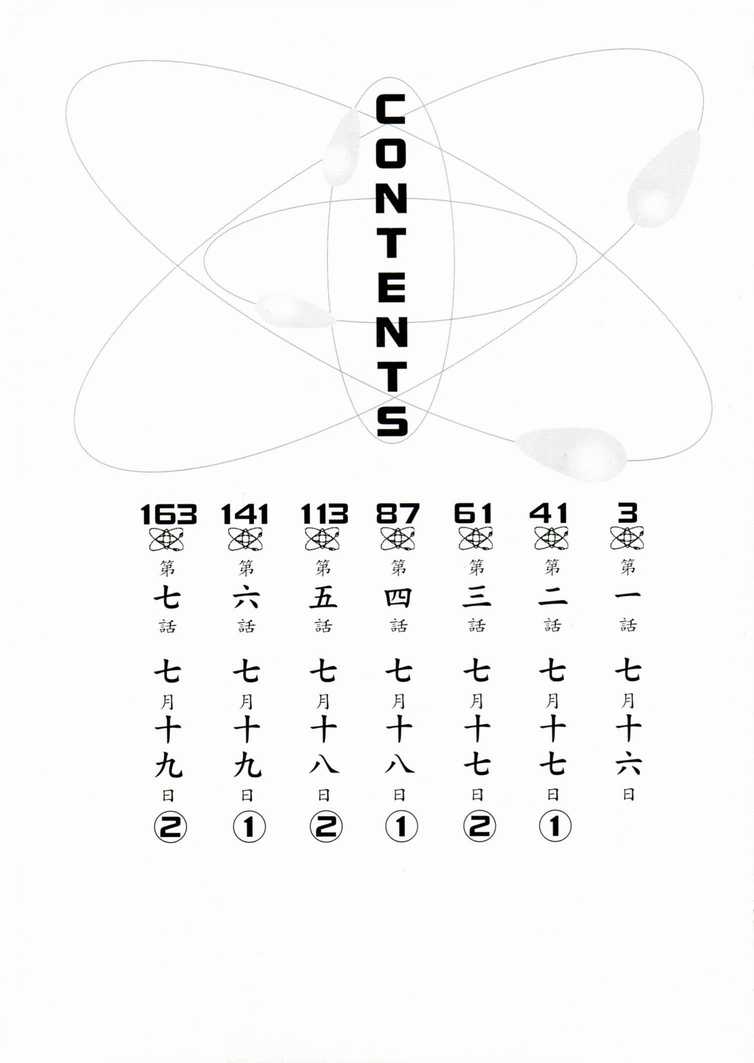 CONTENTS
3 第一話 七月十六日
41 第二話 七月十七日①
61 第三話 七月十七日②
87 第四話 七月十八日①
113 第五話 七月十八日②
141 第六話 七月十九日①
163 第七話 七月十九日②